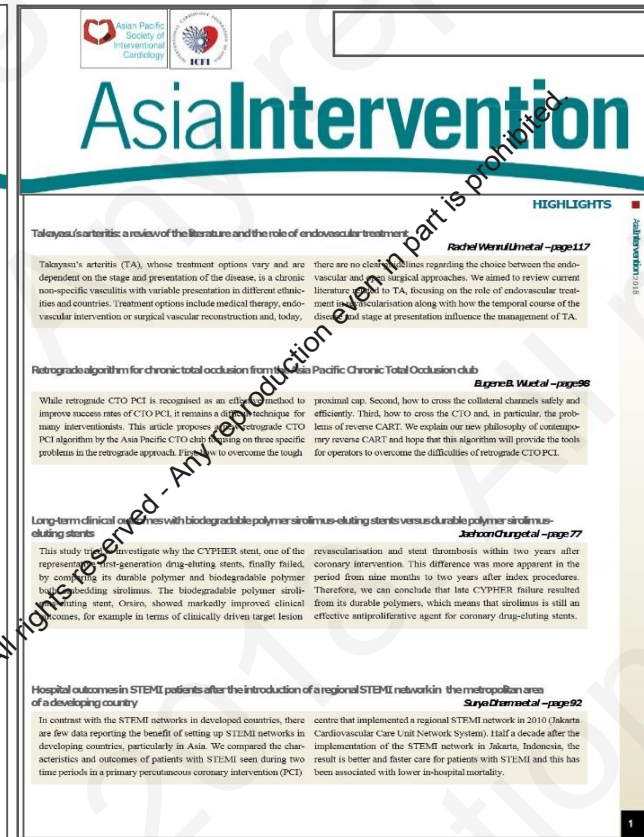 Asian Pacific
Society of
Interventional
Cardiology
ICFI
AsiaIntervention
HIGHLIGHTS
AsiaIntervention 2018
Takayasu's arteritis: a review of the literature and the role of endovascular treatment
Rachel Wenrui Lim et al – page 117
Takayasu's arteritis (TA), whose treatment options vary and are
dependent on the stage and presentation of the disease, is a chronic
non-specific vasculitis with variable presentation in different ethnic-
ities and countries. Treatment options include medical therapy, endo-
vascular intervention or surgical vascular reconstruction and, today,
there are no clear guidelines regarding the choice between the endo-
vascular and open surgical approaches. We aimed to review current
literature related to TA, focusing on the role of endovascular treat-
ment in revascularisation along with how the temporal course of the
disease and stage at presentation influence the management of TA.
Retrograde algorithm for chronic total occlusion from the Asia Pacific Chronic Total Occlusion club
Eugene B. Wu et al – page 98
While retrograde CTO PCI is recognised as an effective method to
improve success rates of CTO PCI, it remains a difficult technique for
many interventionists. This article proposes a new retrograde CTO
PCI algorithm by the Asia Pacific CTO club focusing on three specific
problems in the retrograde approach. First, how to overcome the tough
proximal cap. Second, how to cross the collateral channels safely and
efficiently. Third, how to cross the CTO and, in particular, the prob-
lems of reverse CART. We explain our new philosophy of contempo-
rary reverse CART and hope that this algorithm will provide the tools
for operators to overcome the difficulties of retrograde CTO PCI.
Long-term clinical outcomes with biodegradable polymer sirolimus-eluting stents versus durable polymer sirolimus-
eluting stents
Jaehoon Chung et al – page 77
This study tried to investigate why the CYPHER stent, one of the
representative first-generation drug-eluting stents, finally failed,
by comparing its durable polymer and biodegradable polymer
both embedding sirolimus. The biodegradable polymer siroli-
mus-eluting stent, Orsiro, showed markedly improved clinical
outcomes, for example in terms of clinically driven target lesion
revascularisation and stent thrombosis within two years after
coronary intervention. This difference was more apparent in the
period from nine months to two years after index procedures.
Therefore, we can conclude that late CYPHER failure resulted
from its durable polymers, which means that sirolimus is still an
effective antiproliferative agent for coronary drug-eluting stents.
Hospital outcomes in STEMI patients after the introduction of a regional STEMI network in the metropolitan area
of a developing country
Surya Dharma et al – page 92
In contrast with the STEMI networks in developed countries, there
are few data reporting the benefit of setting up STEMI networks in
developing countries, particularly in Asia. We compared the char-
acteristics and outcomes of patients with STEMI seen during two
time periods in a primary percutaneous coronary intervention (PCI)
centre that implemented a regional STEMI network in 2010 (Jakarta
Cardiovascular Care Unit Network System). Half a decade after the
implementation of the STEMI network in Jakarta, Indonesia, the
result is better and faster care for patients with STEMI and this has
been associated with lower in-hospital mortality.
All rights reserved - Any reproduction even in part is prohibited.
1